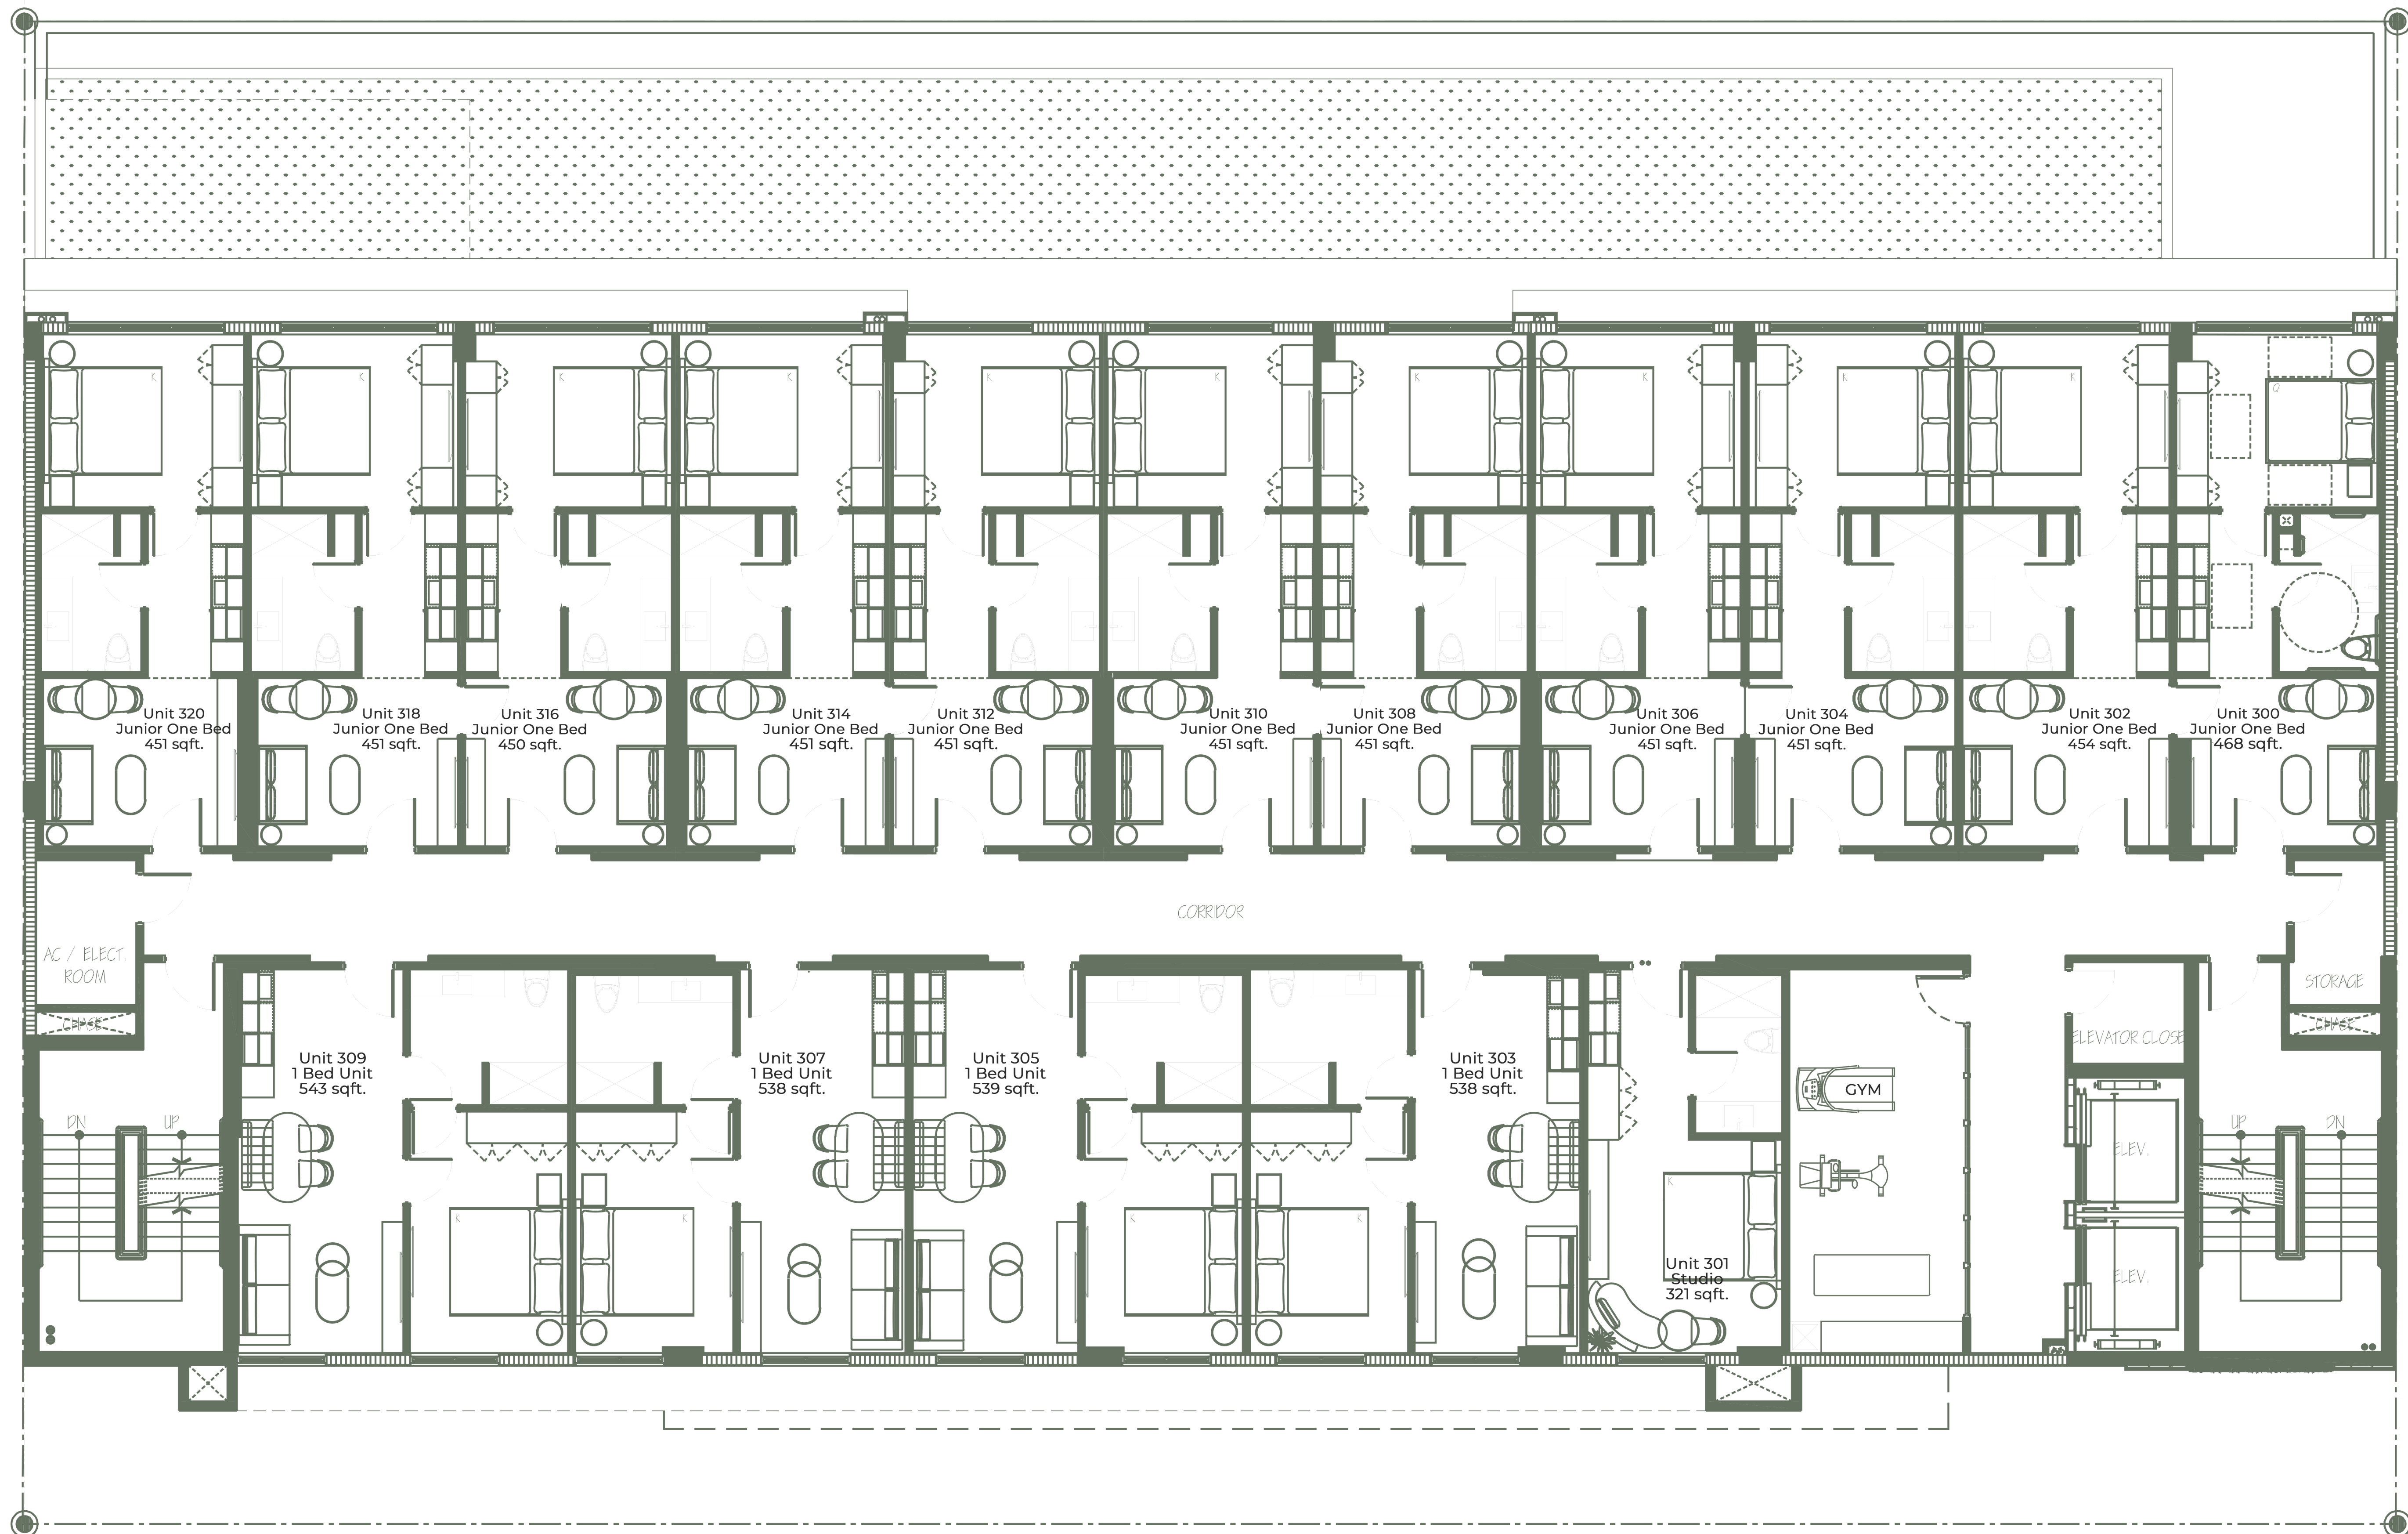 K
K
K
K
K
K
K
K
K
K
Q
Unit 320
Junior One Bed
451 sqft.
Unit 318
Junior One Bed
451 sqft.
Unit 316
Junior One Bed
450 sqft.
Unit 314
Junior One Bed
451 sqft.
Unit 312
Junior One Bed
451 sqft.
Unit 310
Junior One Bed
451 sqft.
Unit 308
Junior One Bed
451 sqft.
Unit 306
Junior One Bed
451 sqft.
Unit 304
Junior One Bed
451 sqft.
Unit 302
Junior One Bed
454 sqft.
Unit 300
Junior One Bed
468 sqft.
CORRIDOR
AC / ELECT.
ROOM
CHASE
STORAGE
CHASE
ELEVATOR CLOSE
Unit 309
1 Bed Unit
543 sqft.
Unit 307
1 Bed Unit
538 sqft.
Unit 305
1 Bed Unit
539 sqft.
Unit 303
1 Bed Unit
538 sqft.
GYM
DN
UP
UP
DN
ELEV.
ELEV.
K
K
K
K
K
Unit 301
Studio
321 sqft.